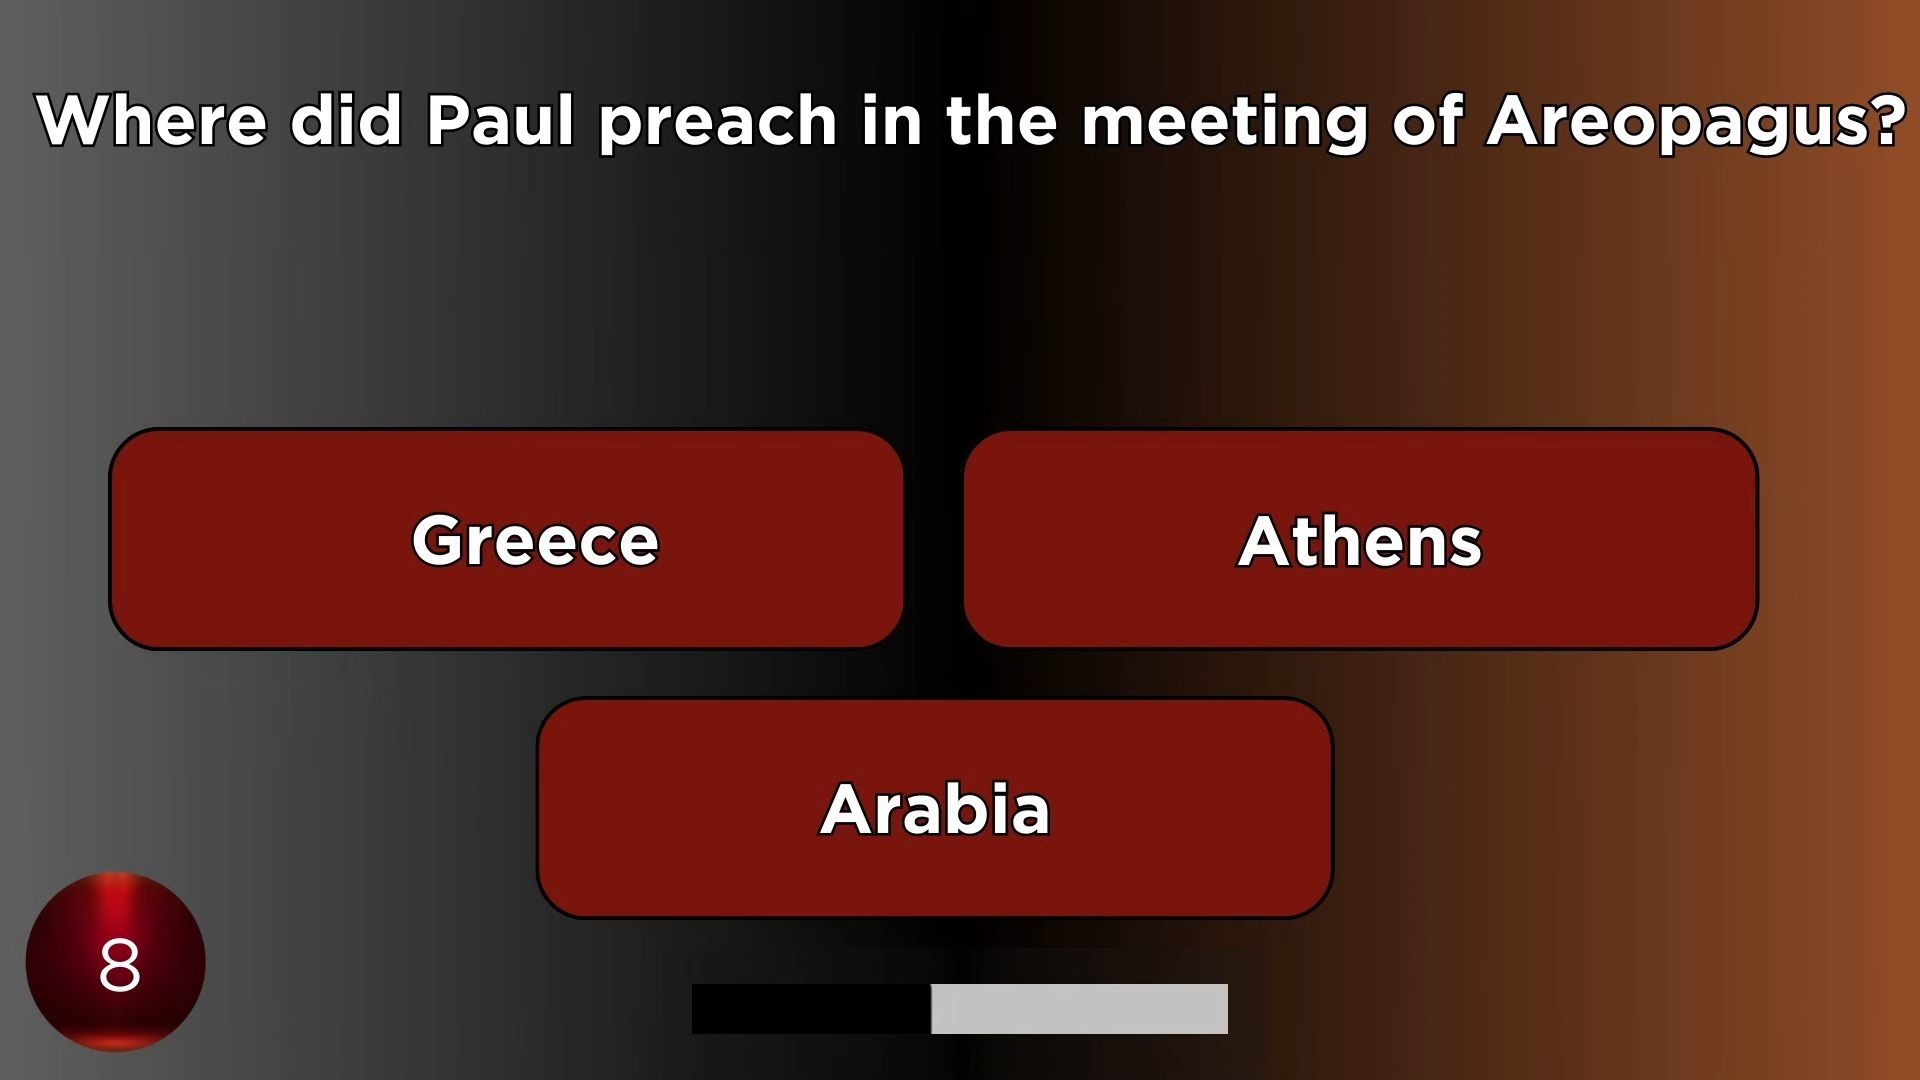 Where did Paul preach in the meeting of Areopagus?
Greece
Athens
Arabia
8